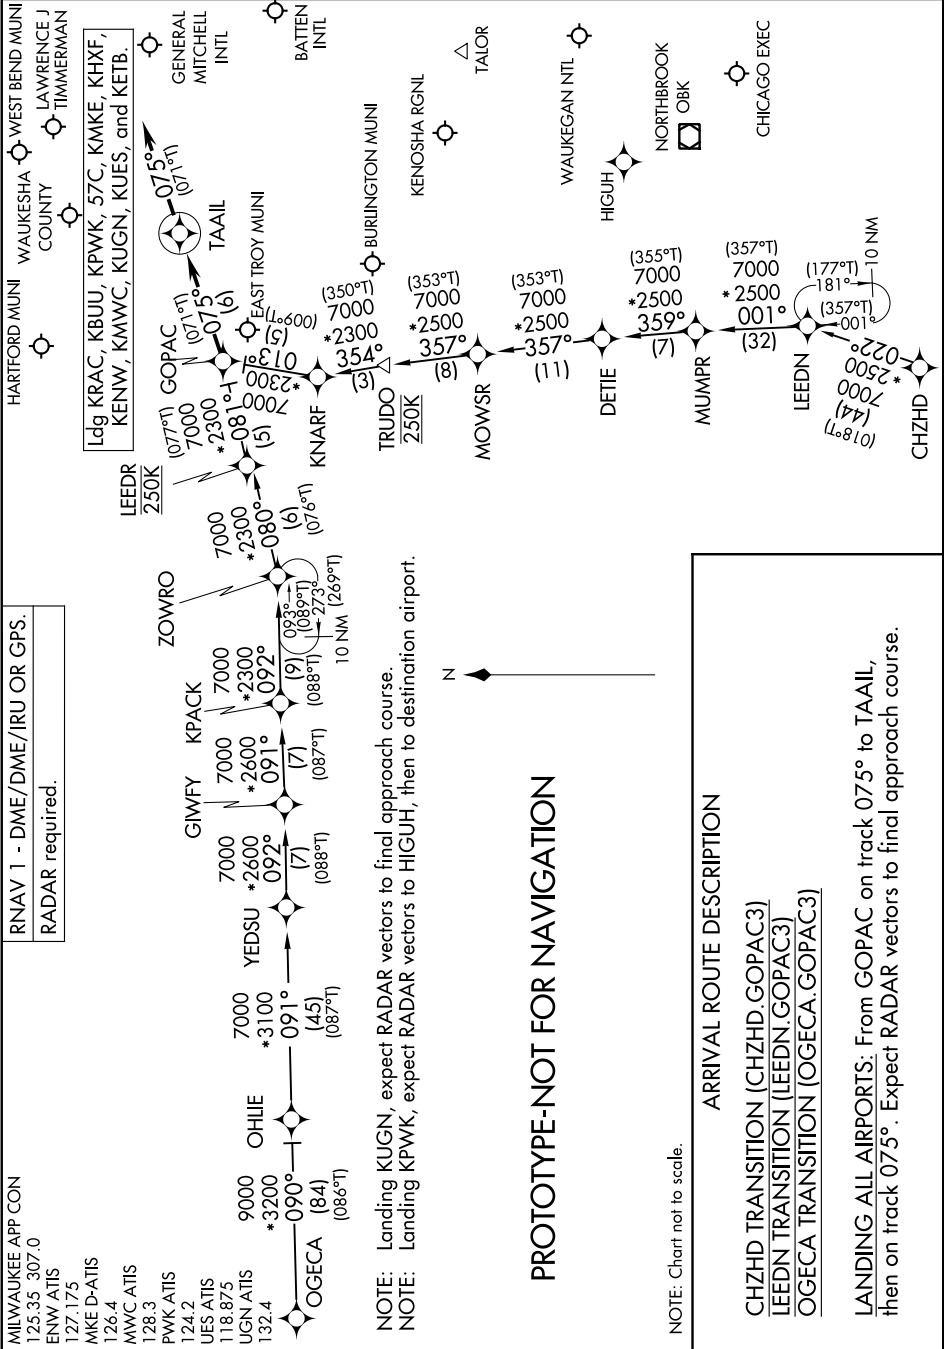 MILWAUKEE APP CON
125.35 307.0
ENW ATIS
127.175
MKE D-ATIS
126.4
MWC ATIS
128.3
PWK ATIS
124.2
UES ATIS
118.875
UGN ATIS
132.4
RNAV 1 - DME/DME/IRU OR GPS.
RADAR required.
HARTFORD MUNI
WAUKESHA
COUNTY
WEST BEND MUNI
LAWRENCE J
TIMMERMAN
Ldg KRAC, KBUU, KPWK, 57C, KMKE, KHXF,
KENW, KMWC, KUGN, KUES, and KETB.
GENERAL
MITCHELL
INTL
BATTEN
INTL
OGECA
9000
*3200
090°
(84)
(086°T)
OHLIE
7000
*3100
091°
(45)
(087°T)
YEDSU
7000
*2600
092°
(7)
(088°T)
GIWFY
7000
*2600
091°
(7)
(087°T)
KPACK
7000
*2300
092°
(9)
(088°T)
ZOWRO
093°
(089°T)
273°
(269°T)
10 NM
7000
*2300
080°
(6)
(076°T)
LEEDR
250K
(077°T)
7000
*2300
081°
(5)
GOPAC
(071°T)
075°
(6)
TAAIL
075°
(071°T)
EAST TROY MUNI
(009°T)
(5)
013°
*2300
7000
KNARF
(350°T)
7000
*2300
354°
(3)
BURLINGTON MUNI
TRUDO
250K
(353°T)
7000
*2500
357°
(8)
KENOSHA RGNL
TALOR
MOWSR
(353°T)
7000
*2500
357°
(11)
WAUKEGAN NTL
DETIE
HIGUH
(355°T)
7000
*2500
359°
(7)
NORTHBROOK
OBK
MUMPR
(357°T)
7000
*2500
001°
(32)
CHICAGO EXEC
LEEDN
(177°T)
181°
(357°T)
001°
10 NM
022°
*2500
7000
(44)
(018°T)
CHZHD
NOTE: Landing KUGN, expect RADAR vectors to final approach course.
NOTE: Landing KPWK, expect RADAR vectors to HIGUH, then to destination airport.
N
PROTOTYPE-NOT FOR NAVIGATION
NOTE: Chart not to scale.
ARRIVAL ROUTE DESCRIPTION
CHZHD TRANSITION (CHZHD.GOPAC3)
LEEDN TRANSITION (LEEDN.GOPAC3)
OGECA TRANSITION (OGECA.GOPAC3)
LANDING ALL AIRPORTS: From GOPAC on track 075° to TAAIL,
then on track 075°. Expect RADAR vectors to final approach course.